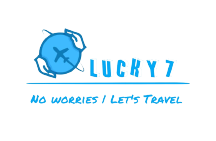 LUCKY 7
NO WORRIES | LET'S TRAVEL